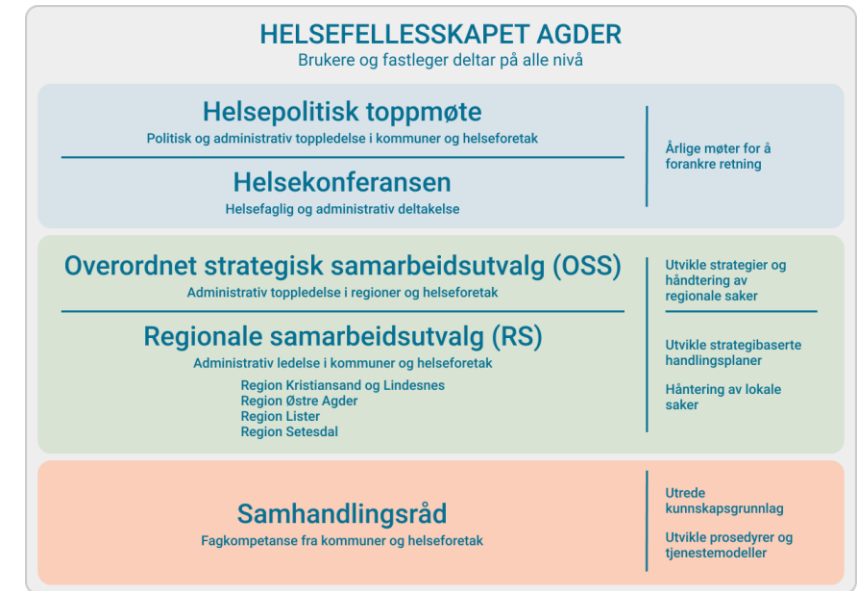 HELSEFELLESSKAPET AGDER
Brukere og fastleger deltar på alle nivå
Helsepolitisk toppmøte
Politisk og administrativ toppledelse i kommuner og helseforetak
Helsekonferansen
Helsefaglig og administrativ deltakelse
Årlige møter for å
forankre retning
Overordnet strategisk samarbeidsutvalg (OSS)
Administrativ toppledelse i regioner og helseforetak
Utvikle strategier og
håndtering av
regionale saker
Regionale samarbeidsutvalg (RS)
Administrativ ledelse i kommuner og helseforetak
Region Kristiansand og Lindesnes
Region Østre Agder
Region Lister
Region Setesdal
Utvikle strategibaserte
handlingsplaner
Håntering av lokale
saker
Samhandlingsråd
Fagkompetanse fra kommuner og helseforetak
Utrede
kunnskapsgrunnlag
Utvikle prosedyrer og
tjenestemodeller